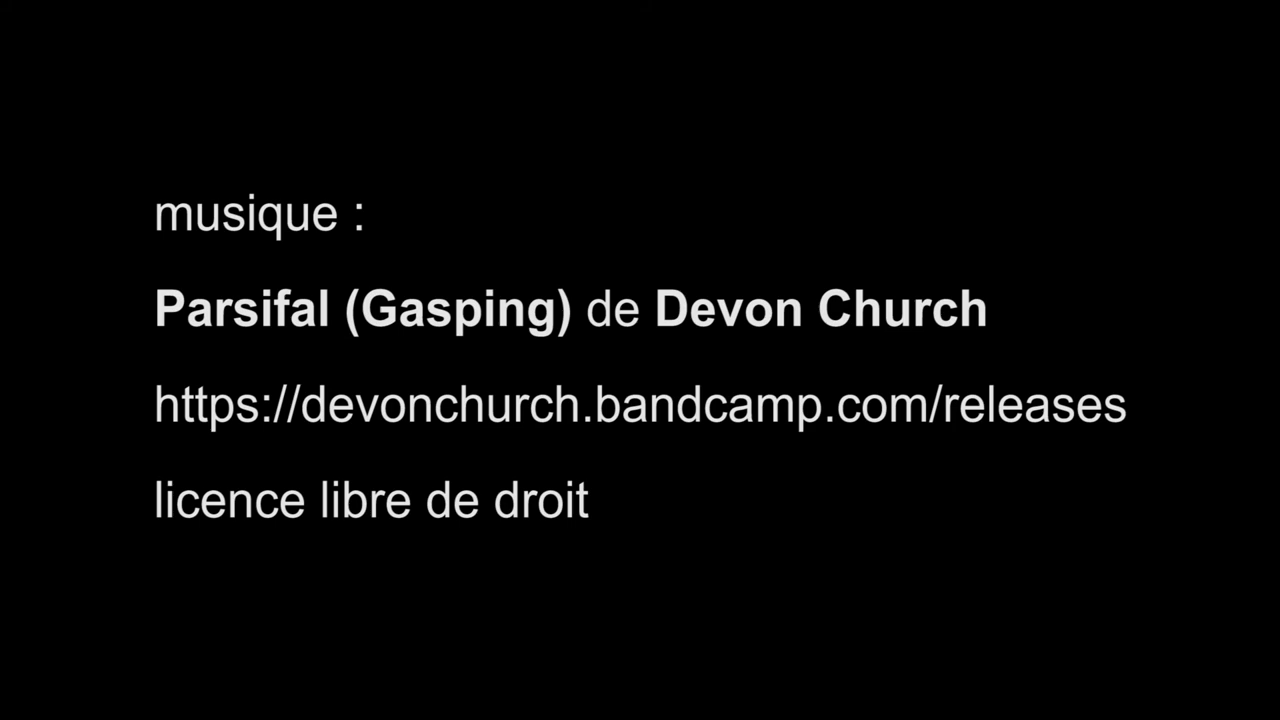 musique :
Parsifal (Gasping) de Devon Church
https://devonchurch.bandcamp.com/releases
licence libre de droit